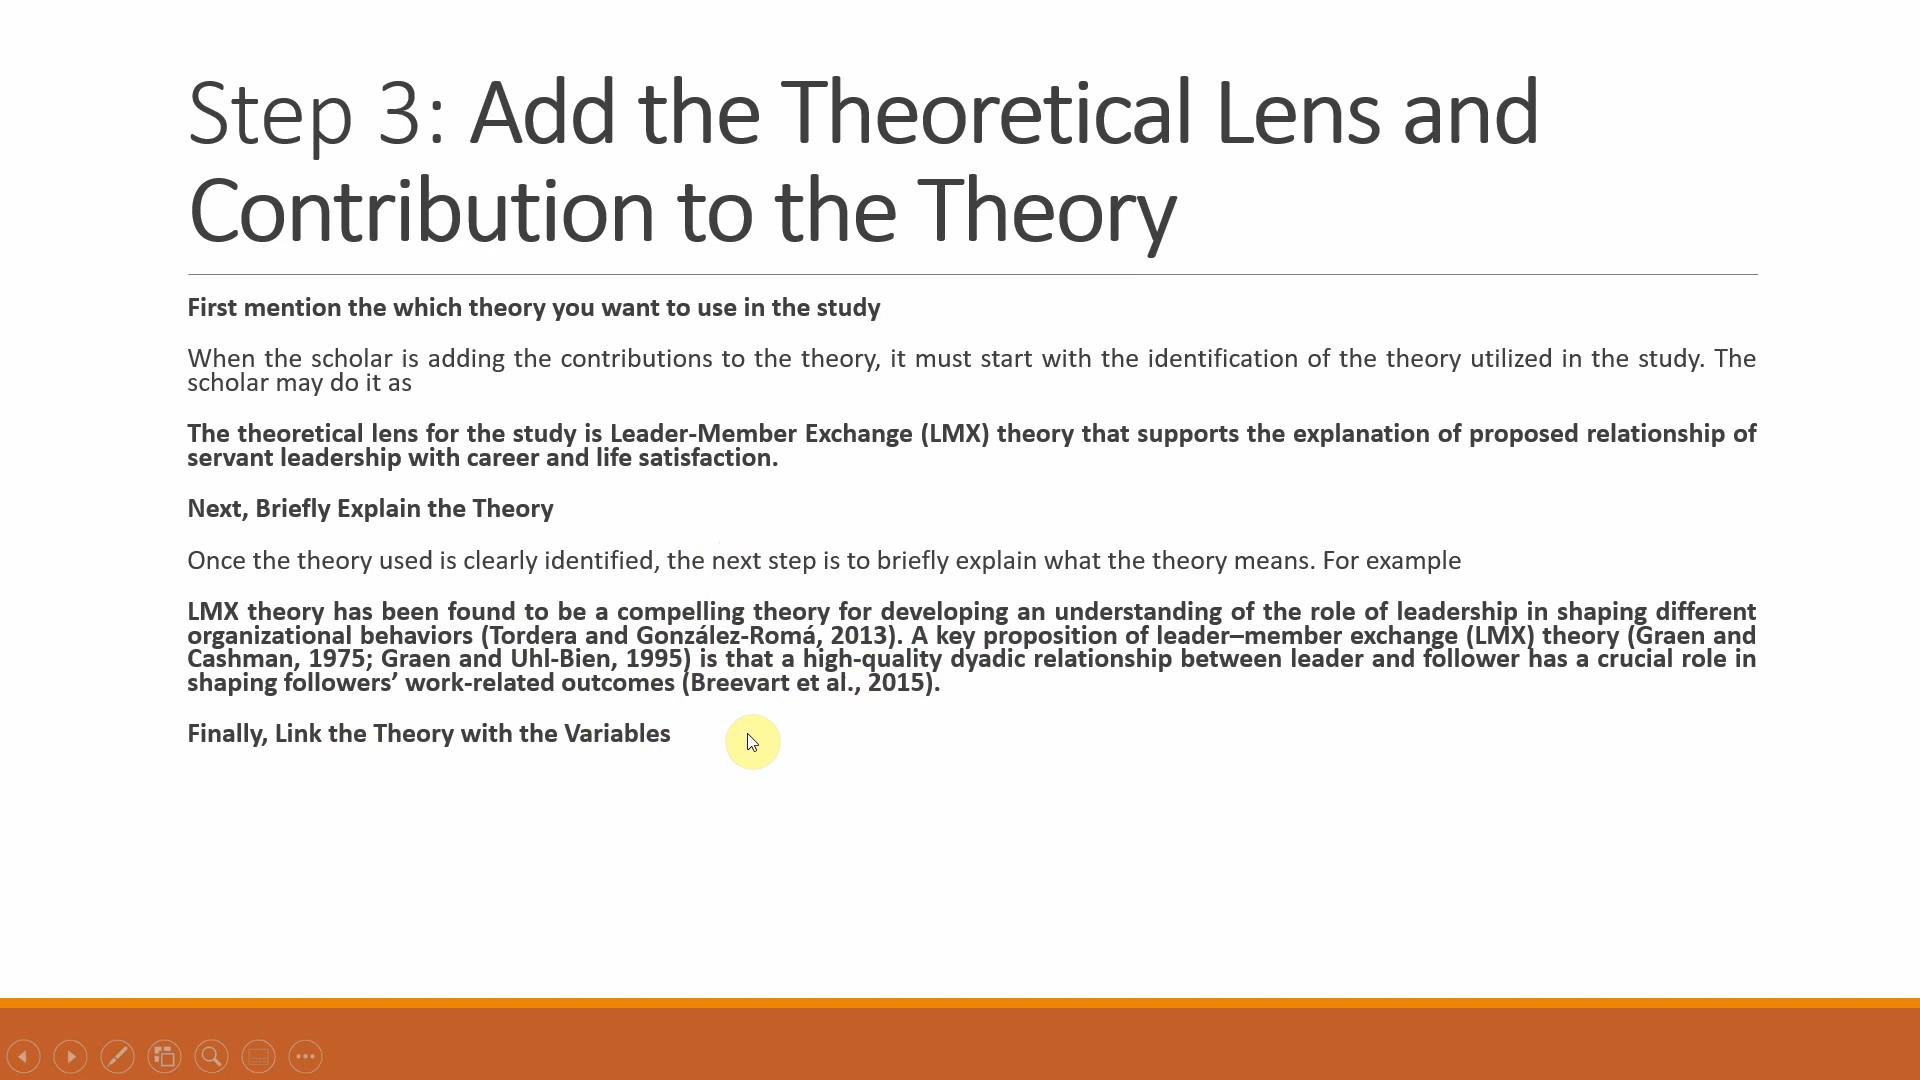 Step 3: Add the Theoretical Lens and
Contribution to the Theory
First mention the which theory you want to use in the study
When the scholar is adding the contributions to the theory, it must start with the identification of the theory utilized in the study. The
scholar may do it as
The theoretical lens for the study is Leader-Member Exchange (LMX) theory that supports the explanation of proposed relationship of
servant leadership with career and life satisfaction.
Next, Briefly Explain the Theory
Once the theory used is clearly identified, the next step is to briefly explain what the theory means. For example
LMX theory has been found to be a compelling theory for developing an understanding of the role of leadership in shaping different
organizational behaviors (Tordera and González-Romá, 2013). A key proposition of leader–member exchange (LMX) theory (Graen and
Cashman, 1975; Graen and Uhl-Bien, 1995) is that a high-quality dyadic relationship between leader and follower has a crucial role in
shaping followers’ work-related outcomes (Breevart et al., 2015).
Finally, Link the Theory with the Variables